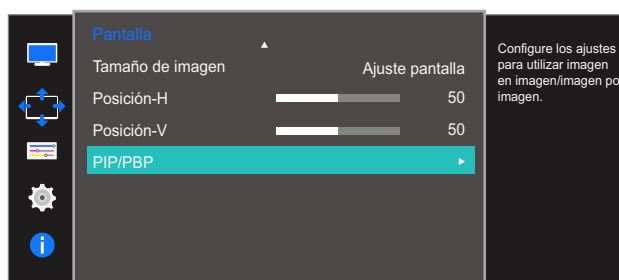 Pantalla
Tamaño de imagen Ajuste pantalla
Posición-H 50
Posición-V 50
PIP/PBP
Configure los ajustes
para utilizar imagen
en imagen/imagen po
imagen.